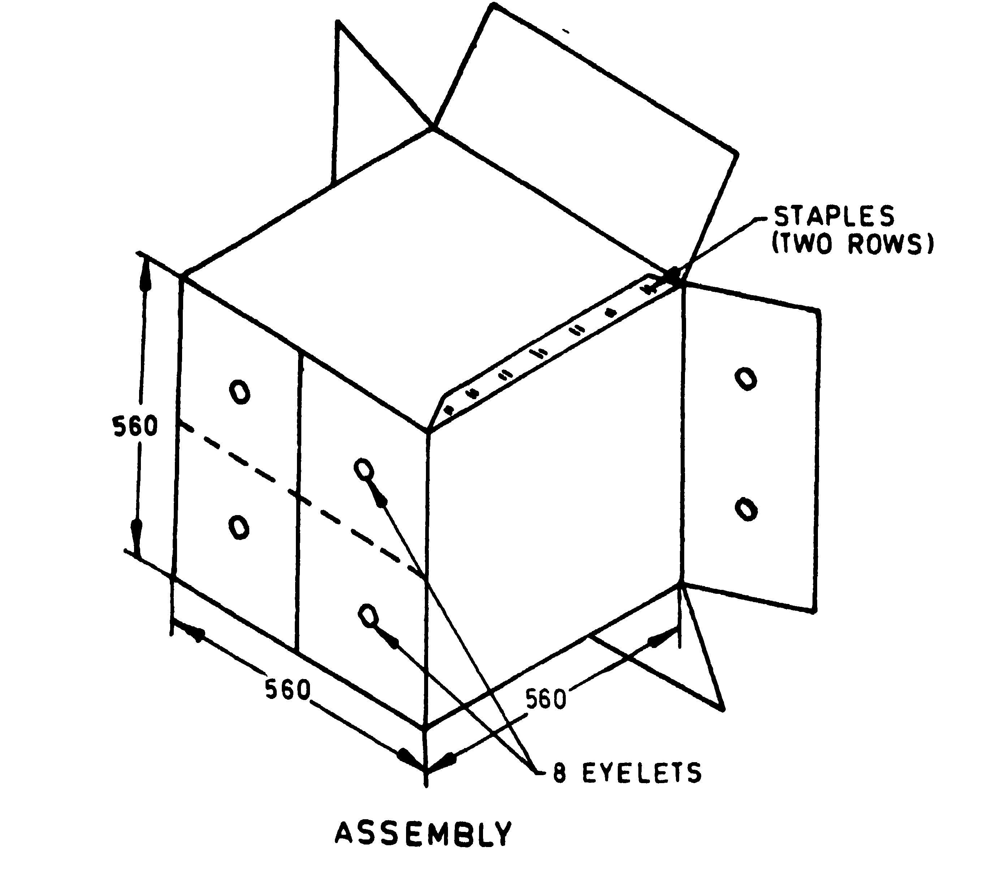 STAPLES
(TWO ROWS)
560
560
560
8 EYELETS
ASSEMBLY